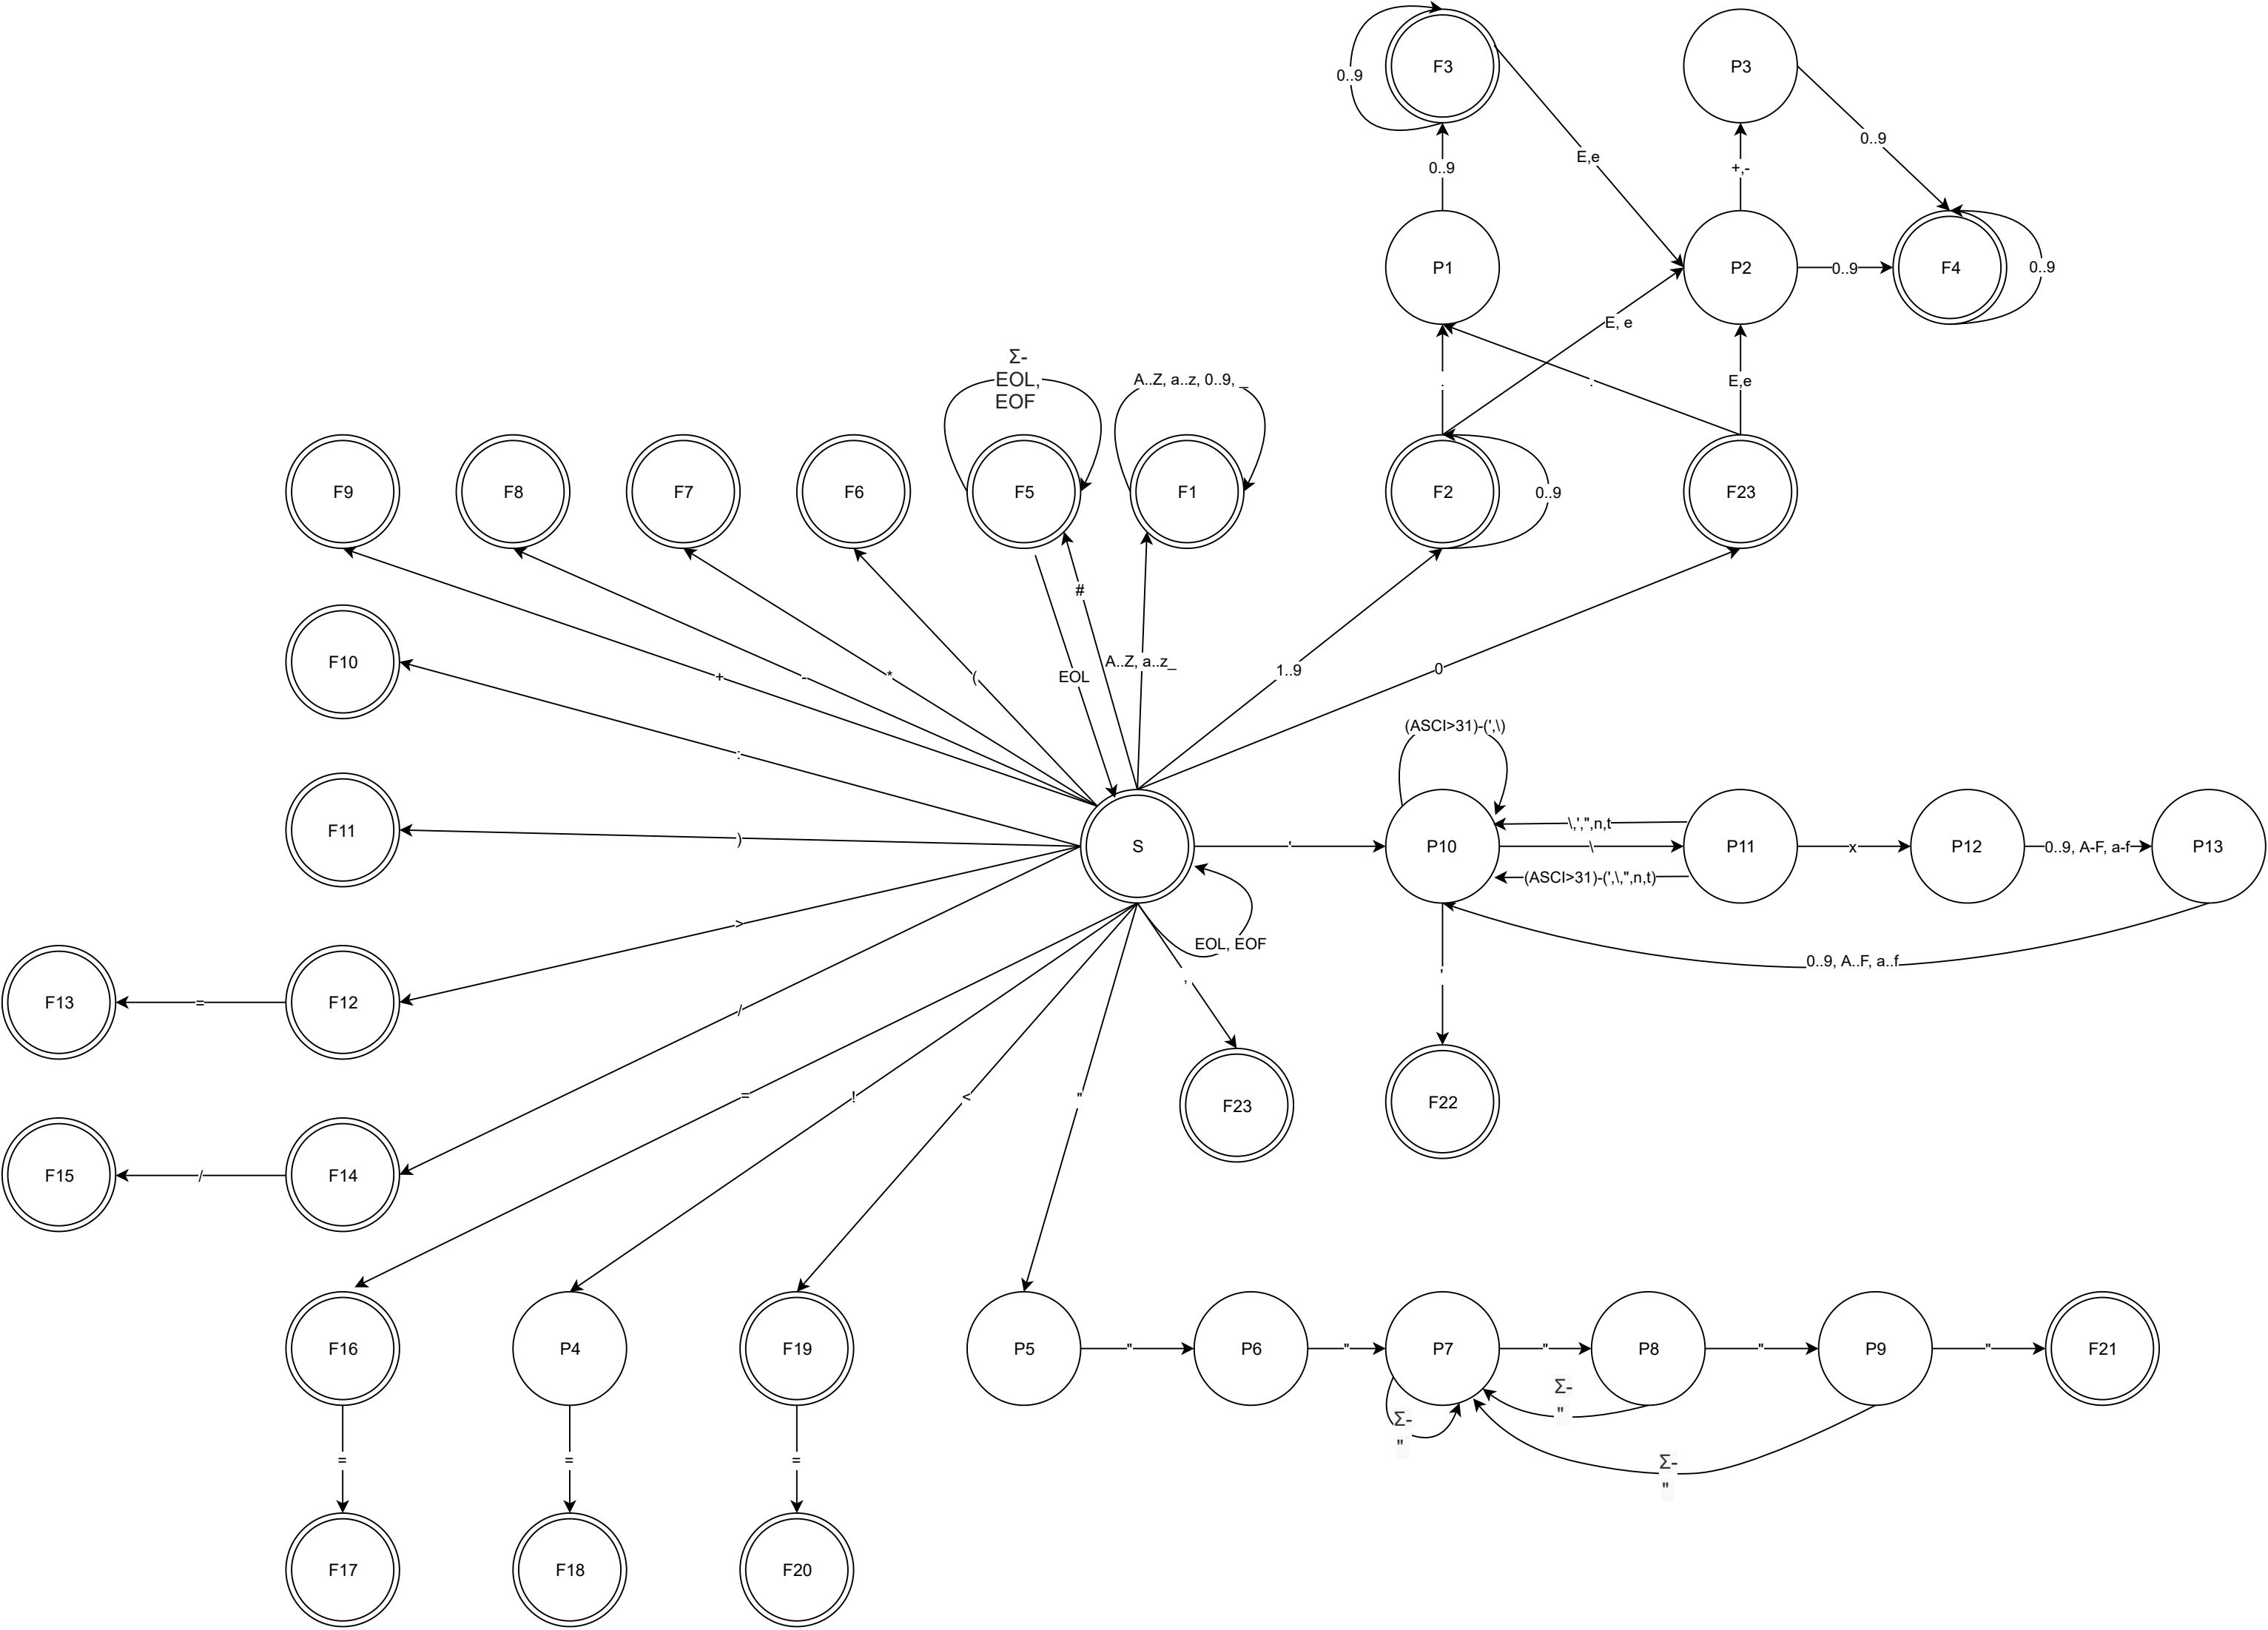 F3
P3
0..9
0..9
E,e
0..9
+,-
P1
P2
0..9
F4
0..9
E, e
Σ-
EOL,
EOF
A..Z, a..z, 0..9, _
.
.
E,e
F9
F8
F7
F6
F5
F1
F2
0..9
F23
#
F10
EOL
A..Z, a..z_
1..9
0
+
-
*
(
:
(ASCI>31)-(',\)
F11
)
\,',",n,t
S
'
P10
\
P11
x
P12
0..9, A-F, a-f
P13
(ASCI>31)-(',\,",n,t)
>
EOL, EOF
0..9, A..F, a..f
,
'
F13
=
F12
/
=
!
<
"
F23
F22
F15
/
F14
F16
P4
F19
P5
"
P6
"
P7
"
P8
"
P9
"
F21
Σ-
"
Σ-
"
Σ-
"
=
=
=
F17
F18
F20